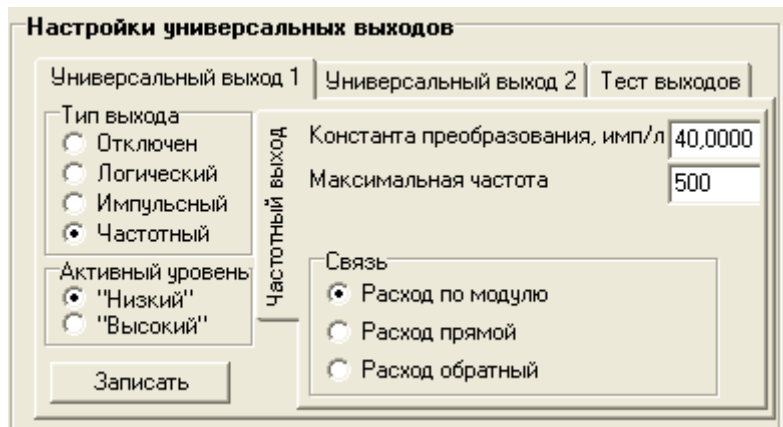 Настройки универсальных выходов
Универсальный выход 1
Универсальный выход 2
Тест выходов
Тип выхода
Отключен
Логический
Импульсный
Частотный
Активный уровень
"Низкий"
"Высокий"
Записать
Частотный выход
Константа преобразования, имп/л 40,0000
Максимальная частота 500
Связь
Расход по модулю
Расход прямой
Расход обратный